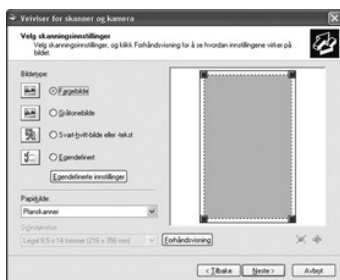 Veiviser for skanner og kamera
Velg skanningsinnstillinger
Velg skanningsinnstillinger, og klikk Forhåndsvisning for å se hvordan innstillingene virker på
bildet.
Bildetype:
Fargebilde
Gråtonebilde
Svart-hvitt-bilde eller -tekst
Egendefinert
Egendefinerte innstillinger
Papirkilde:
Planskanner
Sidestørrelse:
Legal 8,5 x 14 tommer (216 x 356 mm)
Forhåndsvisning
< Tilbake
Neste >
Avbryt